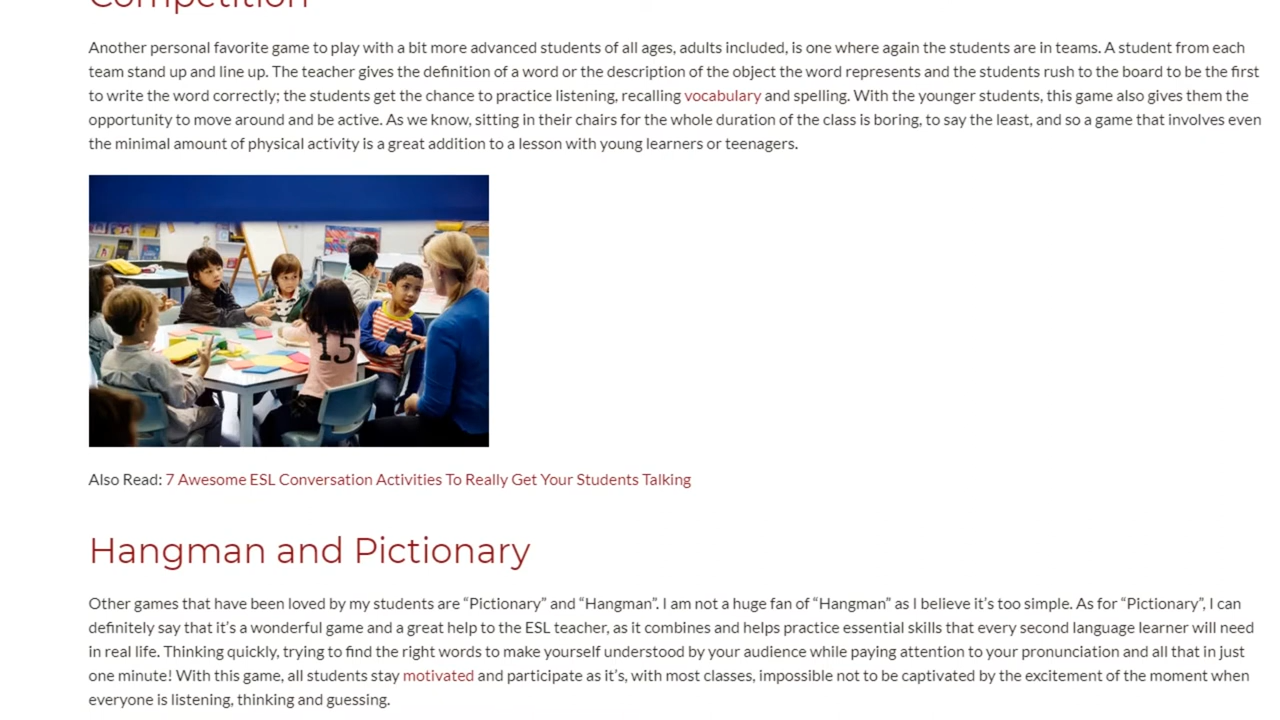 Competition
Another personal favorite game to play with a bit more advanced students of all ages, adults included, is one where again the students are in teams. A student from each
team stand up and line up. The teacher gives the definition of a word or the description of the object the word represents and the students rush to the board to be the first
to write the word correctly; the students get the chance to practice listening, recalling vocabulary and spelling. With the younger students, this game also gives them the
opportunity to move around and be active. As we know, sitting in their chairs for the whole duration of the class is boring, to say the least, and so a game that involves even
the minimal amount of physical activity is a great addition to a lesson with young learners or teenagers.
15
Also Read: 7 Awesome ESL Conversation Activities To Really Get Your Students Talking
Hangman and Pictionary
Other games that have been loved by my students are “Pictionary” and “Hangman”. I am not a huge fan of “Hangman” as I believe it’s too simple. As for “Pictionary”, I can
definitely say that it’s a wonderful game and a great help to the ESL teacher, as it combines and helps practice essential skills that every second language learner will need
in real life. Thinking quickly, trying to find the right words to make yourself understood by your audience while paying attention to your pronunciation and all that in just
one minute! With this game, all students stay motivated and participate as it’s, with most classes, impossible not to be captivated by the excitement of the moment when
everyone is listening, thinking and guessing.